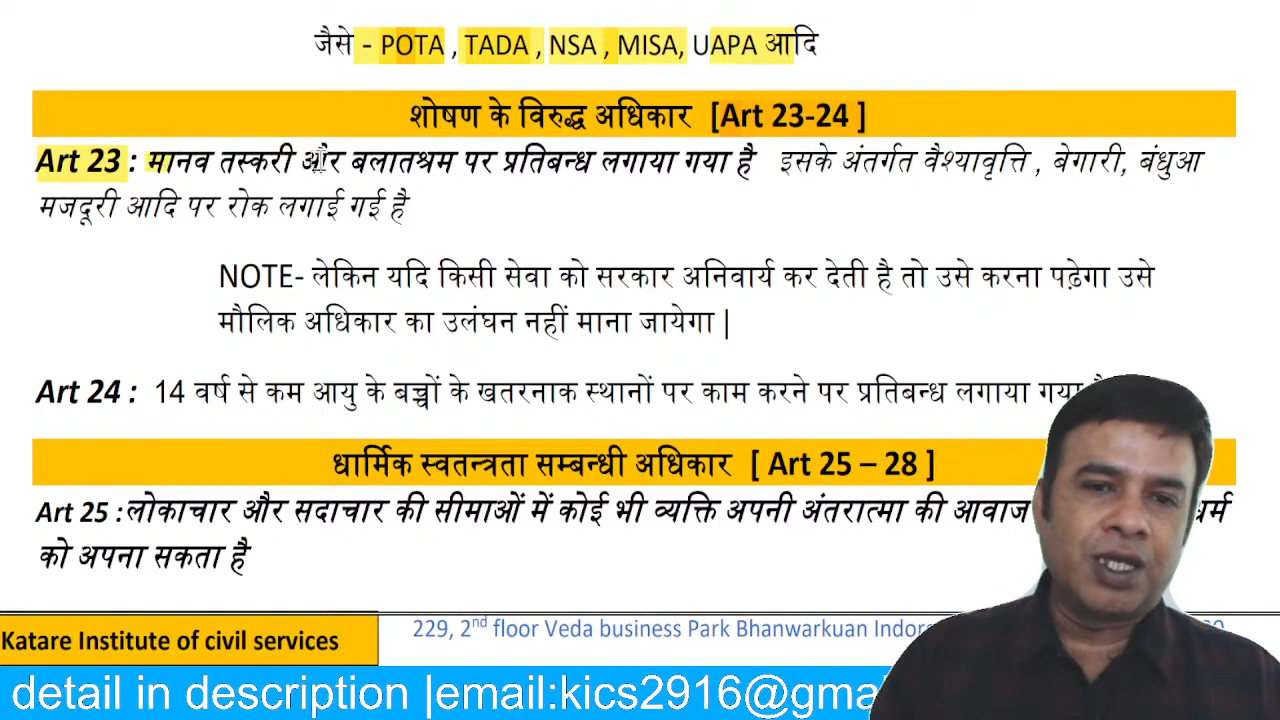 जैसे - POTA , TADA , NSA , MISA, UAPA आदि
शोषण के विरुद्ध अधिकार [Art 23-24 ]
Art 23 : मानव तस्करी और बलातश्रम पर प्रतिबन्ध लगाया गया है इसके अंतर्गत वैश्यावृत्ति , बेगारी, बंधुआ
मजदूरी आदि पर रोक लगाई गई है
NOTE- लेकिन यदि किसी सेवा को सरकार अनिवार्य कर देती है तो उसे करना पढ़ेगा उसे
मौलिक अधिकार का उलंघन नहीं माना जायेगा |
Art 24 : 14 वर्ष से कम आयु के बच्चों के खतरनाक स्थानों पर काम करने पर प्रतिबन्ध लगाया गया
धार्मिक स्वतन्त्रता सम्बन्धी अधिकार [ Art 25 – 28 ]
Art 25 :लोकाचार और सदाचार की सीमाओं में कोई भी व्यक्ति अपनी अंतरात्मा की आवाज
को अपना सकता है
229, 2nd floor Veda business Park Bhanwarkuan
Katare Institute of civil services
detail in description |email:kics2916@gma